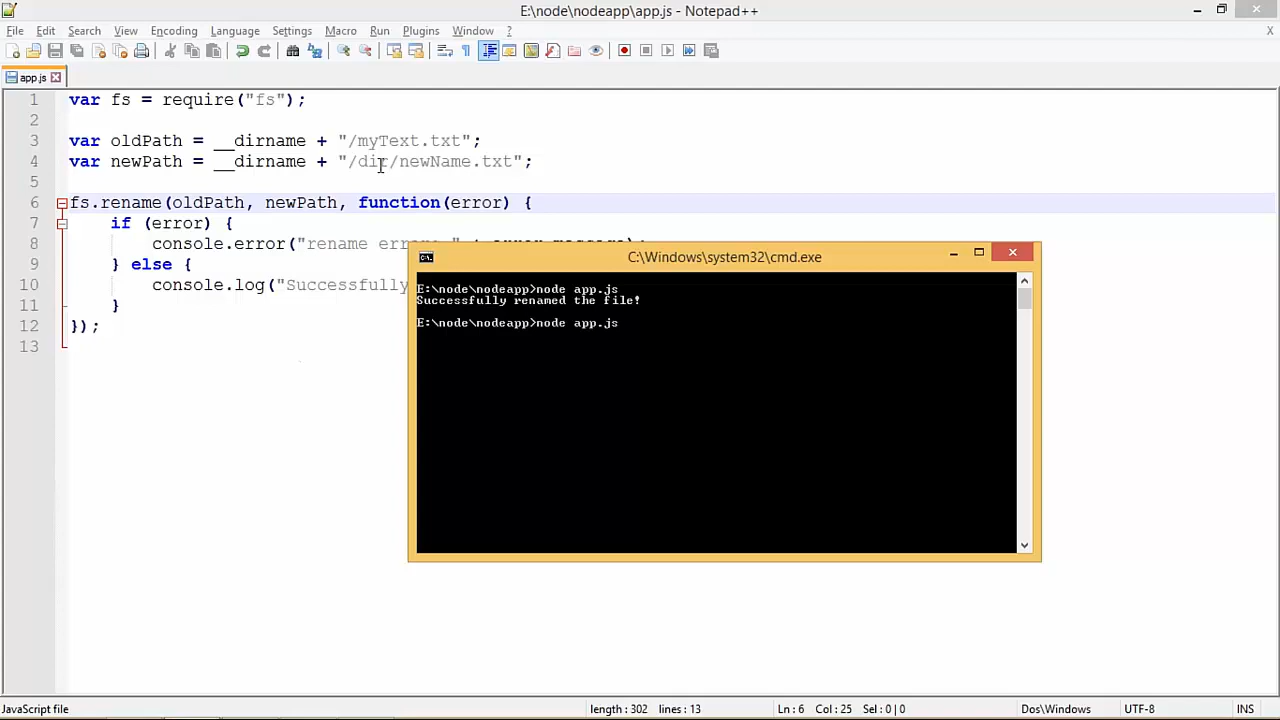 E:\node\nodeapp\app.js - Notepad++
File Edit Search View Encoding Language Settings Macro Run Plugins Window ? X
app.js
1 var fs = require("fs");
2
3 var oldPath = __dirname + "/myText.txt";
4 var newPath = __dirname + "/dir/newName.txt";
5
6 fs.rename(oldPath, newPath, function(error) {
7 if (error) {
8 console.error("rename
9 } else {
10 console.log("Successfully
11 }
12 });
13
C:\Windows\system32\cmd.exe
E:\node\nodeapp>node app.js
Successfully renamed the file!
E:\node\nodeapp>node app.js
JavaScript file length : 302 lines : 13 Ln : 6 Col : 25 Sel : 0 | 0 Dos\Windows UTF-8 INS